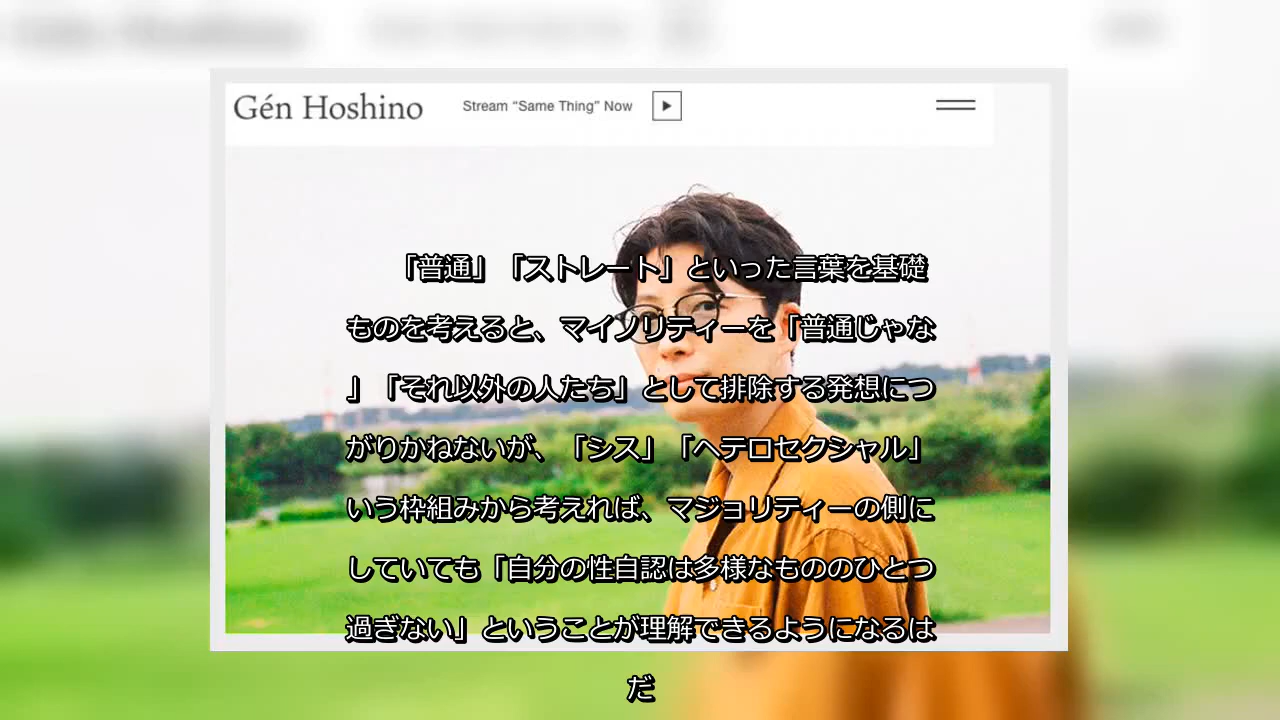 Gén Hoshino
Stream “Same Thing” Now
「普通」「ストレート」といった言葉を基礎
ものを考えると、マイノリティーを「普通じゃな
」「それ以外の人たち」として排除する発想につ
がりかねないが、「シス」「ヘテロセクシャル」
いう枠組みから考えれば、マジョリティーの側に
していても「自分の性自認は多様なもののひとつ
過ぎない」ということが理解できるようになるは
だ